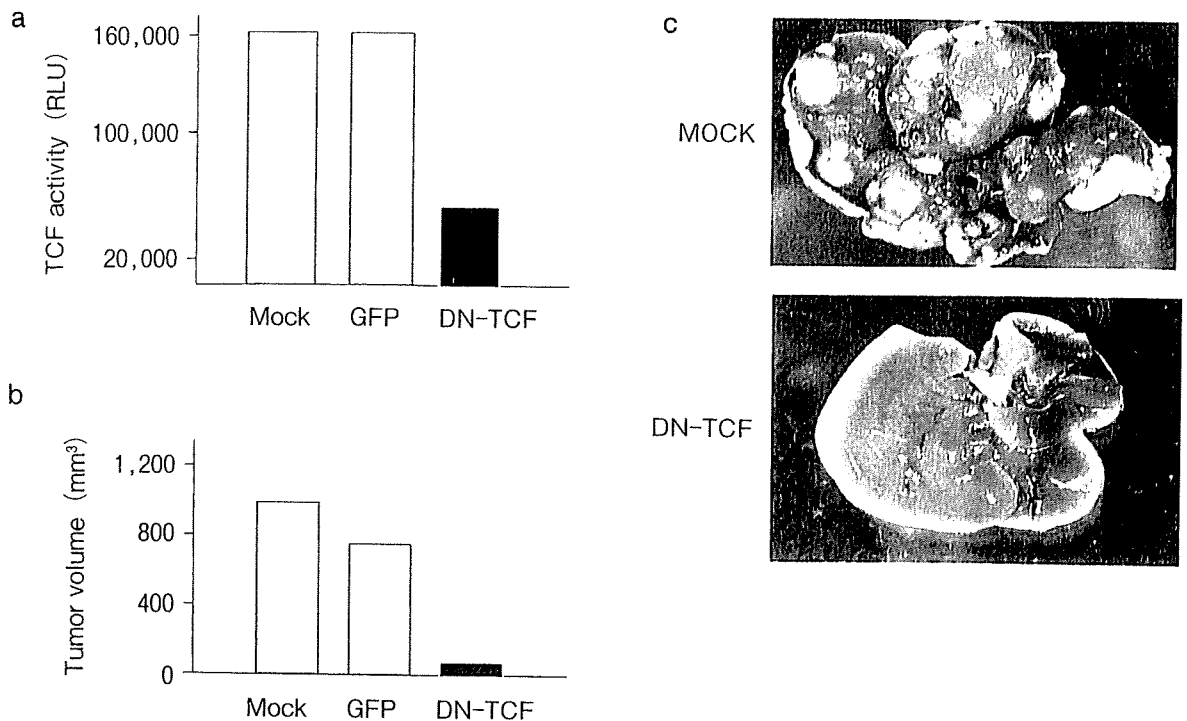 a
TCF activity (RLU)
160,000
100,000
20,000
Mock GFP DN-TCF
b
Tumor volume (mm³)
1,200
800
400
0
Mock GFP DN-TCF
c
MOCK
DN-TCF